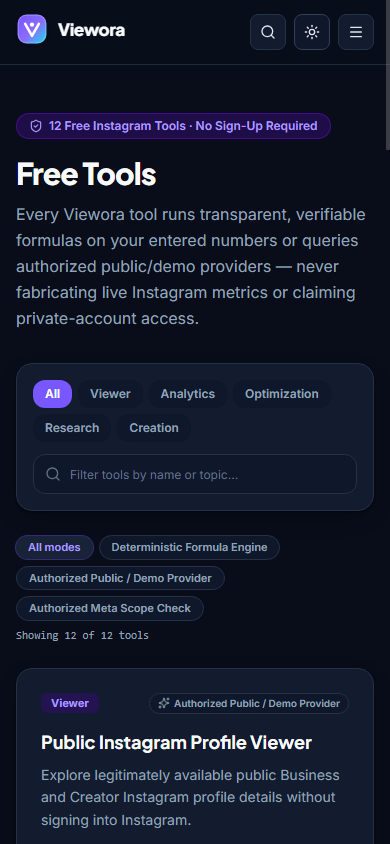 Viewora
12 Free Instagram Tools · No Sign-Up Required
Free Tools
Every Viewora tool runs transparent, verifiable
formulas on your entered numbers or queries
authorized public/demo providers — never
fabricating live Instagram metrics or claiming
private-account access.
All Viewer Analytics Optimization
Research Creation
Filter tools by name or topic...
All modes Deterministic Formula Engine
Authorized Public / Demo Provider
Authorized Meta Scope Check
Showing 12 of 12 tools
Viewer Authorized Public / Demo Provider
Public Instagram Profile Viewer
Explore legitimately available public Business
and Creator Instagram profile details without
signing into Instagram.